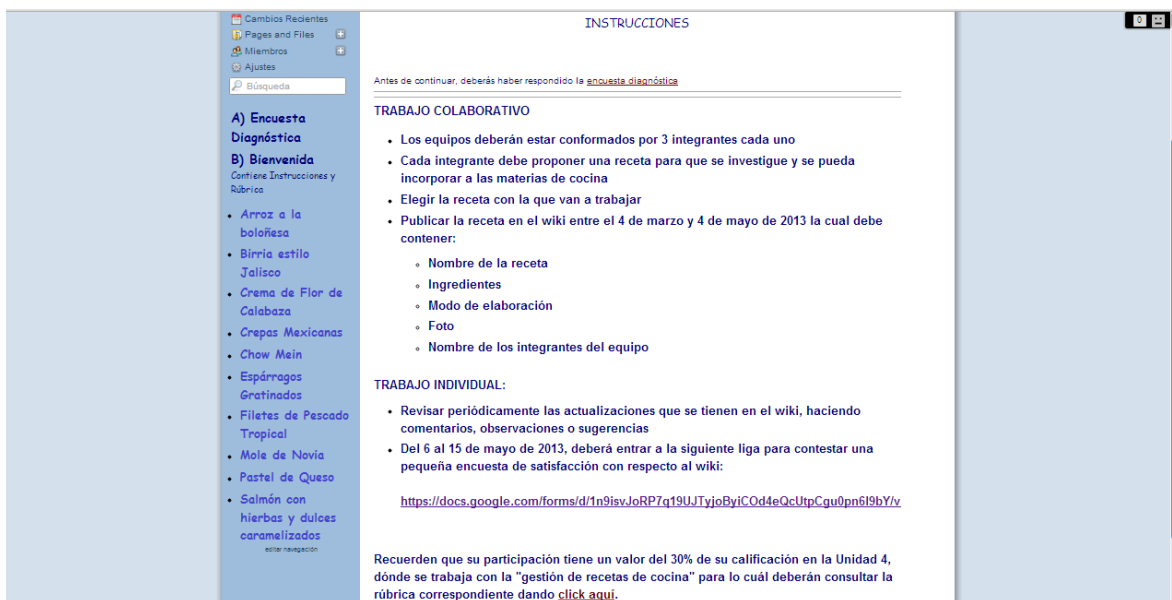 Cambios Recientes
Pages and Files
Miembros
Ajustes
Búsqueda
A) Encuesta
Diagnóstica
B) Bienvenida
Contiene Instrucciones y
Rúbrica
Arroz a la
boloñesa
Birria estilo
Jalisco
Crema de Flor de
Calabaza
Crepas Mexicanas
Chow Mein
Espárragos
Gratinados
Filetes de Pescado
Tropical
Mole de Novia
Pastel de Queso
Salmón con
hierbas y dulces
caramelizados
editar navegación
INSTRUCCIONES
Antes de continuar, deberás haber respondido la encuesta diagnóstica
TRABAJO COLABORATIVO
Los equipos deberán estar conformados por 3 integrantes cada uno
Cada integrante debe proponer una receta para que se investigue y se pueda
incorporar a las materias de cocina
Elegir la receta con la que van a trabajar
Publicar la receta en el wiki entre el 4 de marzo y 4 de mayo de 2013 la cual debe
contener:
Nombre de la receta
Ingredientes
Modo de elaboración
Foto
Nombre de los integrantes del equipo
TRABAJO INDIVIDUAL:
Revisar periódicamente las actualizaciones que se tienen en el wiki, haciendo
comentarios, observaciones o sugerencias
Del 6 al 15 de mayo de 2013, deberá entrar a la siguiente liga para contestar una
pequeña encuesta de satisfacción con respecto al wiki:
https://docs.google.com/forms/d/1n9isvJoRP7q19UJTyjoByiCOd4eQcUtpCgu0pn6I9bY/v
Recuerden que su participación tiene un valor del 30% de su calificación en la Unidad 4,
dónde se trabaja con la "gestión de recetas de cocina" para lo cuál deberán consultar la
rúbrica correspondiente dando click aquí.
0